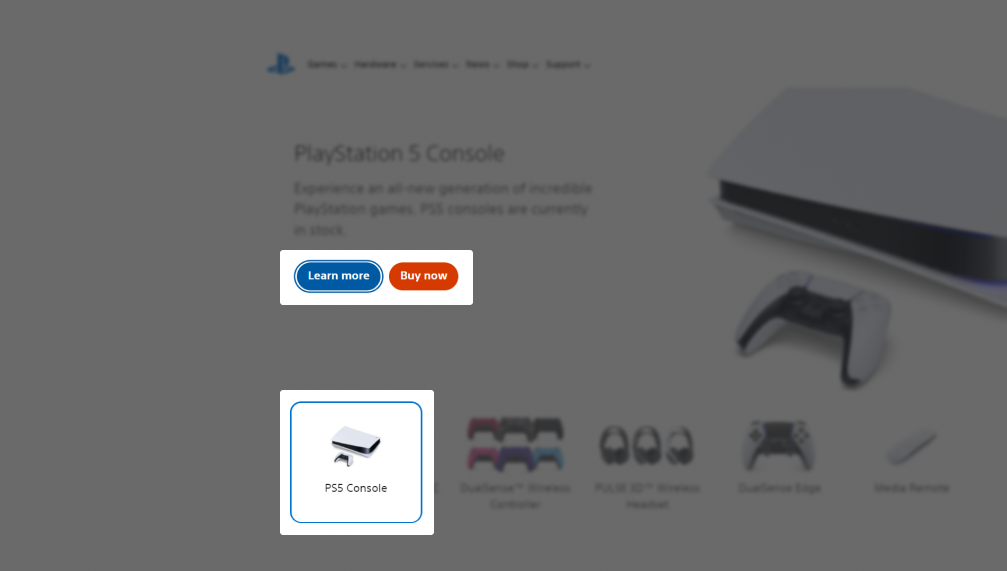 Games Hardware Services News Shop Support
PlayStation 5 Console
Experience an all-new generation of incredible
PlayStation games. PS5 consoles are currently
in stock.
Learn more Buy now
PS5 Console
DualSense™ Wireless
Controller
PULSE 3D™ Wireless
Headset
DualSense Edge
Media Remote